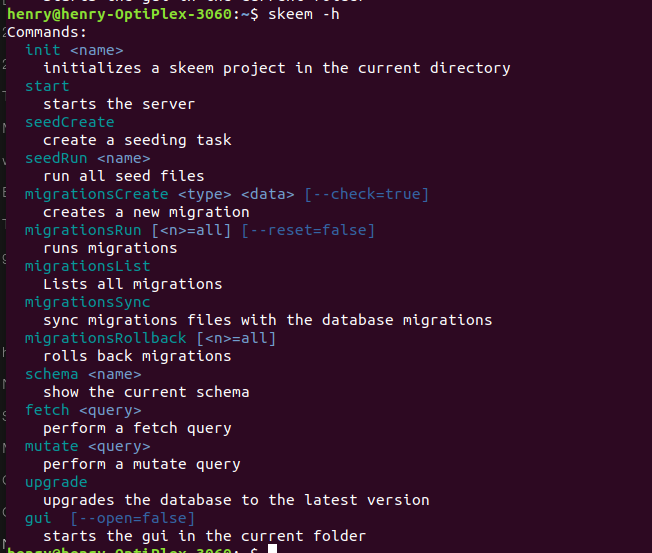 henry@henry-OptiPlex-3060:~$ skeem -h
Commands:
init <name>
initializes a skeem project in the current directory
start
starts the server
seedCreate
create a seeding task
seedRun <name>
run all seed files
migrationsCreate <type> <data> [--check=true]
creates a new migration
migrationsRun [<n>=all] [--reset=false]
runs migrations
migrationsList
Lists all migrations
migrationsSync
sync migrations files with the database migrations
migrationsRollback [<n>=all]
rolls back migrations
schema <name>
show the current schema
fetch <query>
perform a fetch query
mutate <query>
perform a mutate query
upgrade
upgrades the database to the latest version
gui  [--open=false]
starts the gui in the current folder
henry@henry-OptiPlex-3060:~$